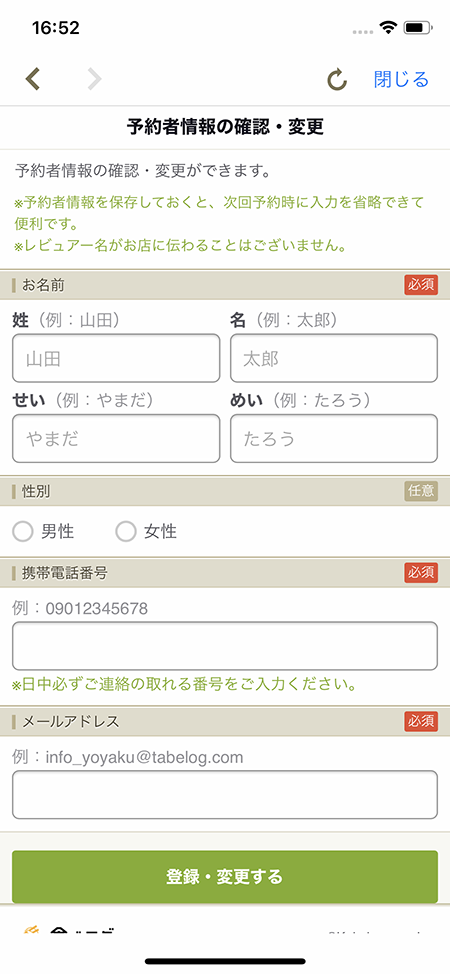 16:52
閉じる
予約者情報の確認・変更
予約者情報の確認・変更ができます。
※予約者情報を保存しておくと、次回予約時に入力を省略できて
便利です。
※レビュアー名がお店に伝わることはございません。
お名前 必須
姓（例：山田） 名（例：太郎）
山田 太郎
せい（例：やまだ） めい（例：たろう）
やまだ たろう
性別 任意
男性 女性
携帯電話番号 必須
例：09012345678
※日中必ずご連絡の取れる番号をご入力ください。
メールアドレス 必須
例：info_yoyaku@tabelog.com
登録・変更する